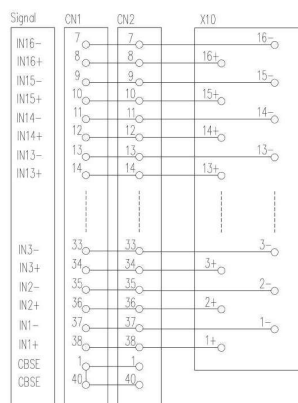 Signal CN1 CN2 X10
IN16- 7 7 16-
IN16+ 8 8 16+
IN15- 9 9 15-
IN15+ 10 10 15+
IN14- 11 11 14-
IN14+ 12 12 14+
IN13- 13 13 13-
IN13+ 14 14 13+
IN3- 33 33 3-
IN3+ 34 34 3+
IN2- 35 35 2-
IN2+ 36 36 2+
IN1- 37 37 1-
IN1+ 38 38 1+
CBSE 1 1
CBSE 40 40